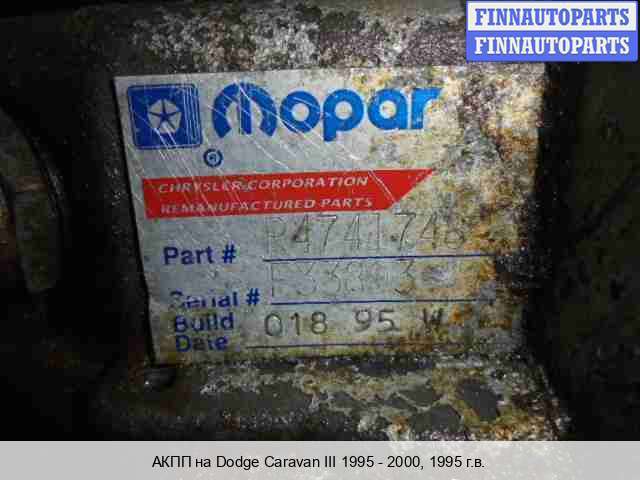 FINNAUTOPARTS
FINNAUTOPARTS
Mopar
®
CHRYSLER CORPORATION
REMANUFACTURED PARTS
Part #
Serial #
Build Date 018 95 W
АКПП на Dodge Caravan III 1995 - 2000, 1995 г.в.